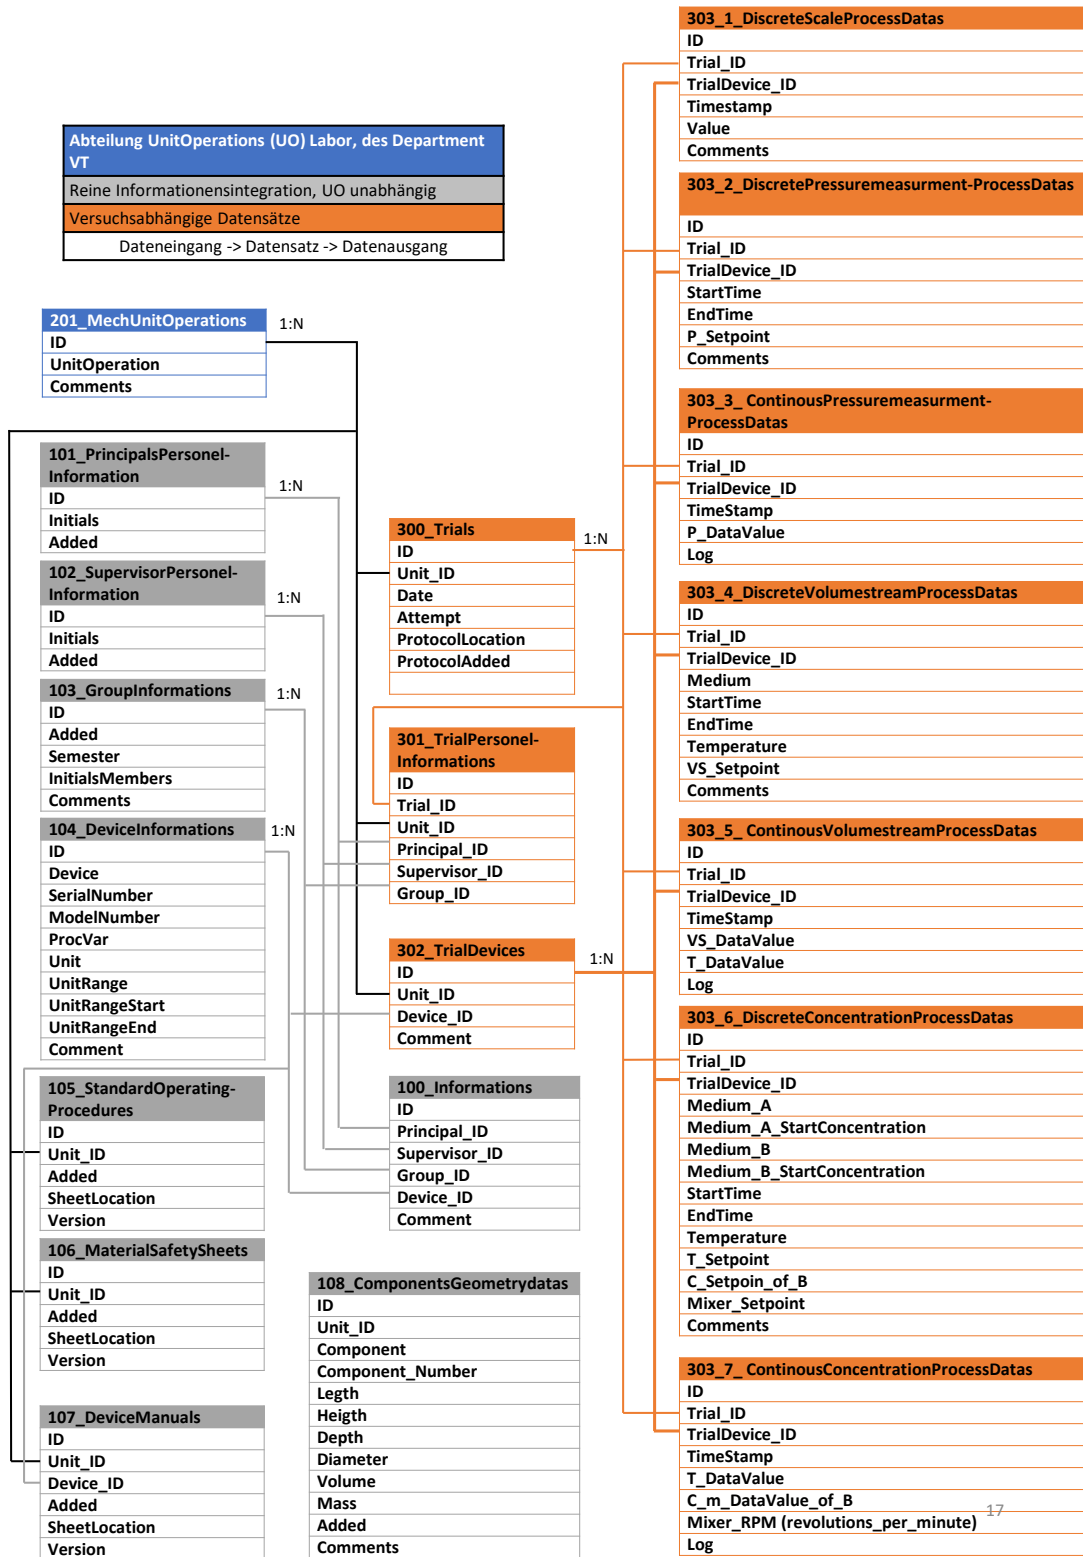 Abteilung UnitOperations (UO) Labor, des Department
VT
Reine Informationensintegration, UO unabhängig
Versuchsabhängige Datensätze
Dateneingang -> Datensatz -> Datenausgang
201_MechUnitOperations
1:N
ID
UnitOperation
Comments
101_PrincipalsPersonel-
Information
1:N
ID
Initials
Added
102_SupervisorPersonel-
Information
1:N
ID
Initials
Added
103_GroupInformations
1:N
ID
Added
Semester
InitialsMembers
Comments
104_DeviceInformations
1:N
ID
Device
SerialNumber
ModelNumber
ProcVar
Unit
UnitRange
UnitRangeStart
UnitRangeEnd
Comment
105_StandardOperating-
Procedures
ID
Unit_ID
Added
SheetLocation
Version
106_MaterialSafetySheets
ID
Unit_ID
Added
SheetLocation
Version
107_DeviceManuals
ID
Unit_ID
Device_ID
Added
SheetLocation
Version
300_Trials
1:N
ID
Unit_ID
Date
Attempt
ProtocolLocation
ProtocolAdded
301_TrialPersonel-
Informations
ID
Trial_ID
Unit_ID
Principal_ID
Supervisor_ID
Group_ID
302_TrialDevices
1:N
ID
Unit_ID
Device_ID
Comment
100_Informations
ID
Principal_ID
Supervisor_ID
Group_ID
Device_ID
Comment
108_ComponentsGeometrydatas
ID
Unit_ID
Component
Component_Number
Legth
Heigth
Depth
Diameter
Volume
Mass
Added
Comments
303_1_DiscreteScaleProcessDatas
ID
Trial_ID
TrialDevice_ID
Timestamp
Value
Comments
303_2_DiscretePressuremeasurment-ProcessDatas
ID
Trial_ID
TrialDevice_ID
StartTime
EndTime
P_Setpoint
Comments
303_3_ ContinousPressuremeasurment-
ProcessDatas
ID
Trial_ID
TrialDevice_ID
TimeStamp
P_DataValue
Log
303_4_DiscreteVolumestreamProcessDatas
ID
Trial_ID
TrialDevice_ID
Medium
StartTime
EndTime
Temperature
VS_Setpoint
Comments
303_5_ ContinousVolumestreamProcessDatas
ID
Trial_ID
TrialDevice_ID
TimeStamp
VS_DataValue
T_DataValue
Log
303_6_DiscreteConcentrationProcessDatas
ID
Trial_ID
TrialDevice_ID
Medium_A
Medium_A_StartConcentration
Medium_B
Medium_B_StartConcentration
StartTime
EndTime
Temperature
T_Setpoint
C_Setpoin_of_B
Mixer_Setpoint
Comments
303_7_ ContinousConcentrationProcessDatas
ID
Trial_ID
TrialDevice_ID
TimeStamp
T_DataValue
C_m_DataValue_of_B
Mixer_RPM (revolutions_per_minute)
Log
17